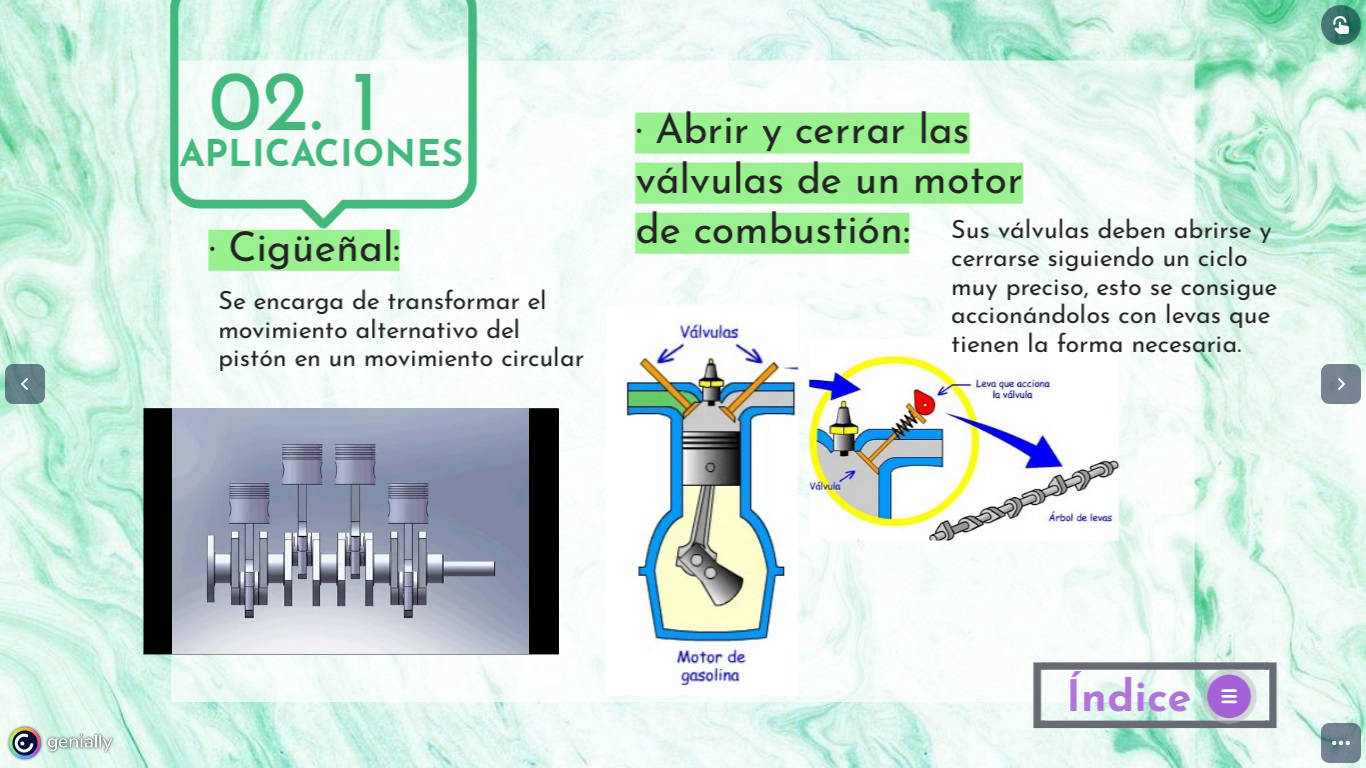 02. 1
APLICACIONES
· Cigüeñal:
Se encarga de transformar el
movimiento alternativo del
pistón en un movimiento circular
· Abrir y cerrar las
válvulas de un motor
de combustión:
Sus válvulas deben abrirse y
cerrarse siguiendo un ciclo
muy preciso, esto se consigue
accionándolos con levas que
tienen la forma necesaria.
Válvulas
Motor de
gasolina
Leva que acciona
la válvula
Válvula
Árbol de levas
Índice
genially